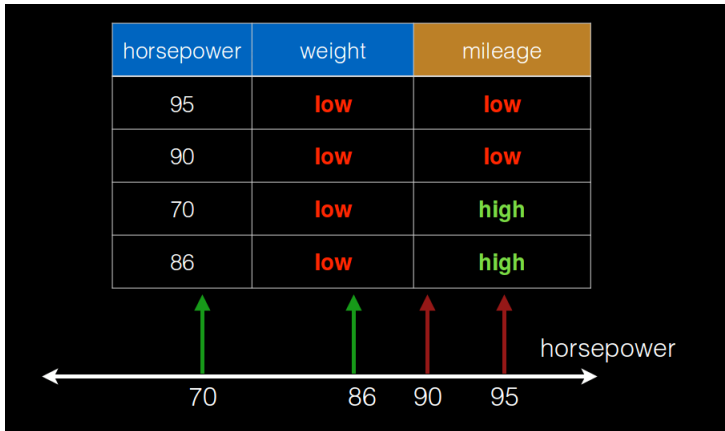 horsepower weight mileage
95 low low
90 low low
70 low high
86 low high
horsepower
70 86 90 95